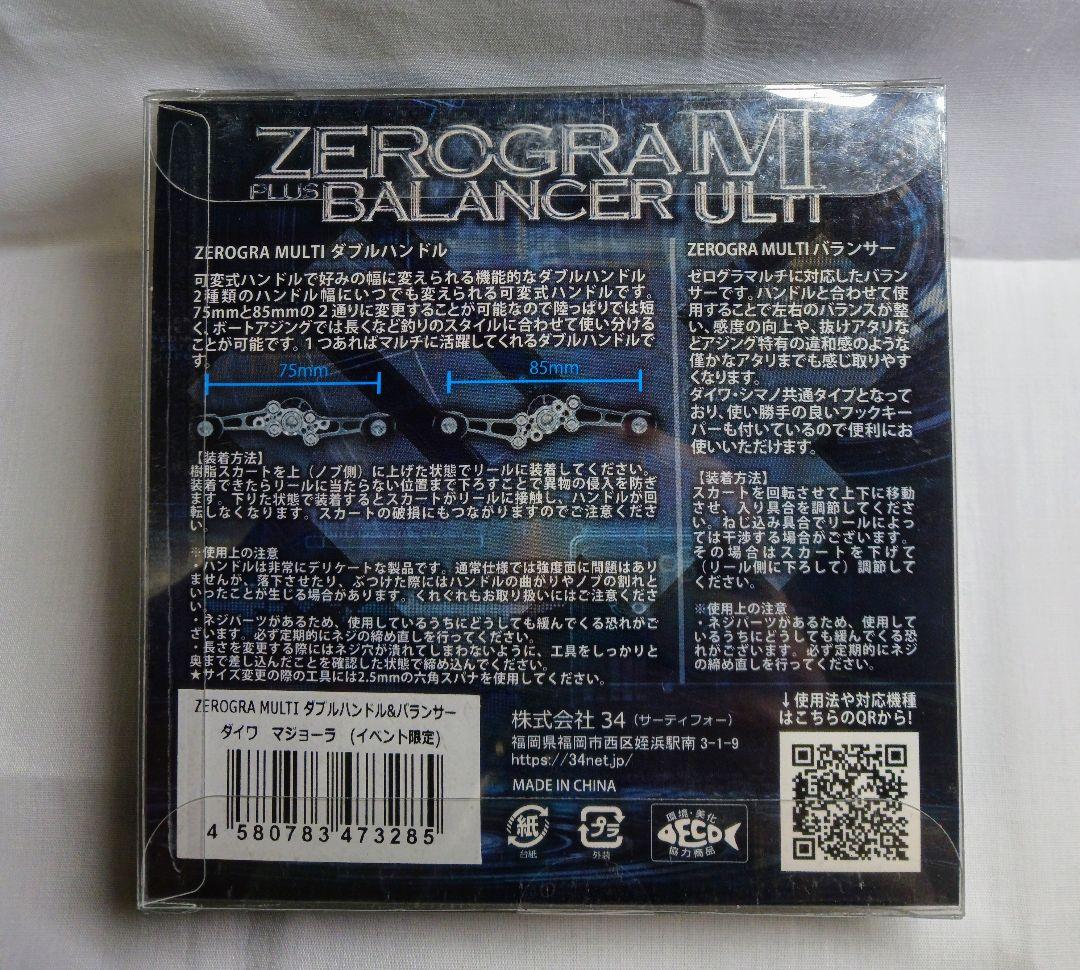 ZEROGRAM
PLUS BALANCER ULTI
ZEROGRA MULTI ダブルハンドル
可変式ハンドルで好みの幅に変えられる機能的なダブルハンドル
2種類のハンドル幅にいつでも変えられる可変式ハンドルです。
75mmと85mmの2通りに変更することが可能なので陸っぱりでは短
く、ボートアジングでは長くなど釣りのスタイルに合わせて使い分ける
ことが可能です。1つあればマルチに活躍してくれるダブルハンドルで
す。
75mm
85mm
【装着方法】
樹脂スカートを上（ノブ側）に上げた状態でリールに装着してください。
装着できたらリールに当たらない位置まで下ろすことで異物の侵入を防ぎ
ます。下りた状態で装着するとスカートがリールに接触し、ハンドルが回
転しなくなります。スカートの破損にもつながりますのでご注意くださ
い。
※使用上の注意
・ハンドルは非常にデリケートな製品です。通常仕様では強度面に問題はあり
ませんが、落下させたり、ぶつけた際にはハンドルの曲がりやノブの割れと
いったことが生じる場合があります。くれぐれもお取り扱いにはご注意くださ
い。
・ネジパーツがあるため、使用しているうちにどうしても緩んでくる恐れがご
ざいます。必ず定期的にネジの締め直しを行ってください。
・長さを変更する際にはネジ穴が潰れてしまわないように、工具をしっかりと
奥まで差し込んだことを確認した状態で締め込んでください。
★サイズ変更の際の工具には2.5mmの六角スパナを使用してください。
ZEROGRA MULTI バランサー
ゼログラマルチに対応したバラン
サーです。ハンドルと合わせて使
用することで左右のバランスが整
い、感度の向上や、抜けアタリな
どアジング特有の違和感のような
僅かなアタリまでも感じ取りやす
くなります。
ダイワ・シマノ共通タイプとなって
おり、使い勝手の良いフックキー
パーも付いているので便利にお
使いいただけます。
【装着方法】
スカートを回転させて上下に移動
させ、入り具合を調節してくださ
い。ねじ込み具合でリールによっ
ては干渉する場合がございます。
その場合はスカートを下げて
（リール側に下ろして）調節して
ください。
※使用上の注意
・ネジパーツがあるため、使用して
いるうちにどうしても緩んでくる恐
れがございます。必ず定期的にネジ
の締め直しを行ってください。
ZEROGRA MULTI ダブルハンドル&バランサー
ダイワ マジョーラ (イベント限定)
4 580783 473285
株式会社 34（サーティフォー）
福岡県福岡市西区姪浜駅南 3-1-9
https://34net.jp/
MADE IN CHINA
紙
台紙
プラ
外装
環境・美化
ECO
協力商品
↓使用法や対応機種
はこちらのQRから!